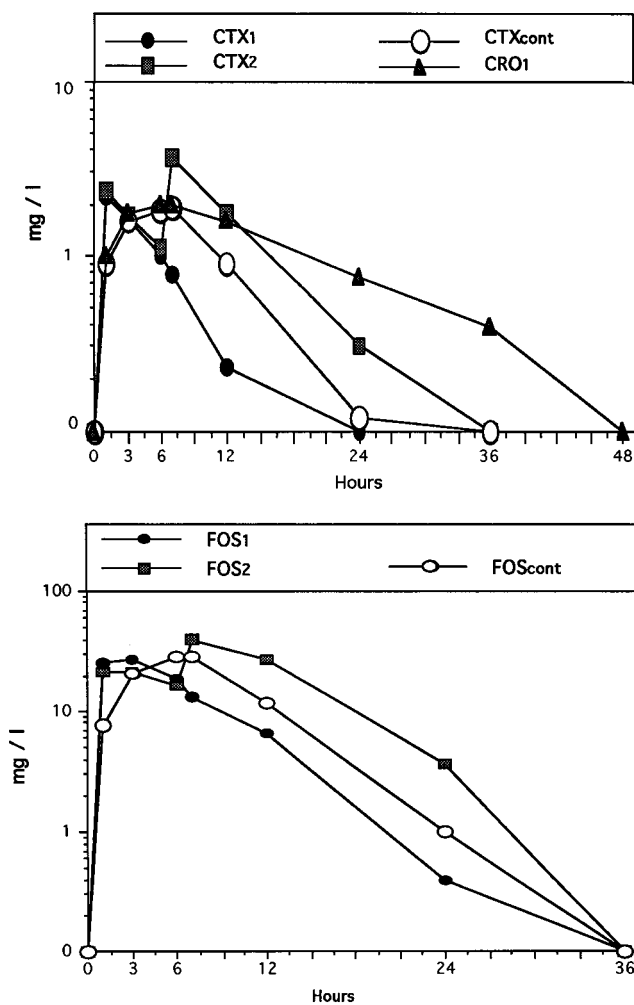 CTX1 CTXcont
CTX2 CRO1
10
1
0
mg / l
0 3 6 12 24 36 48
Hours
FOS1
FOS2 FOScont
100
10
1
0
mg / l
0 3 6 12 24 36
Hours